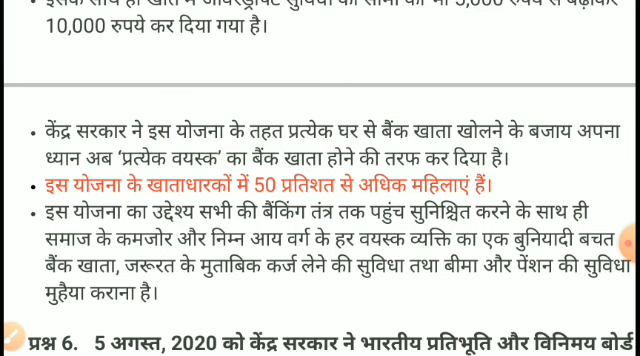 10,000 रुपये कर दिया गया है।
• केंद्र सरकार ने इस योजना के तहत प्रत्येक घर से बैंक खाता खोलने के बजाय अपना
ध्यान अब ‘प्रत्येक वयस्क’ का बैंक खाता होने की तरफ कर दिया है।
• इस योजना के खाताधारकों में 50 प्रतिशत से अधिक महिलाएं हैं।
• इस योजना का उद्देश्य सभी की बैंकिंग तंत्र तक पहुंच सुनिश्चित करने के साथ ही
समाज के कमजोर और निम्न आय वर्ग के हर वयस्क व्यक्ति का एक बुनियादी बचत
बैंक खाता, जरूरत के मुताबिक कर्ज लेने की सुविधा तथा बीमा और पेंशन की सुविधा
मुहैया कराना है।
प्रश्न 6. 5 अगस्त, 2020 को केंद्र सरकार ने भारतीय प्रतिभूति और विनिमय बोर्ड